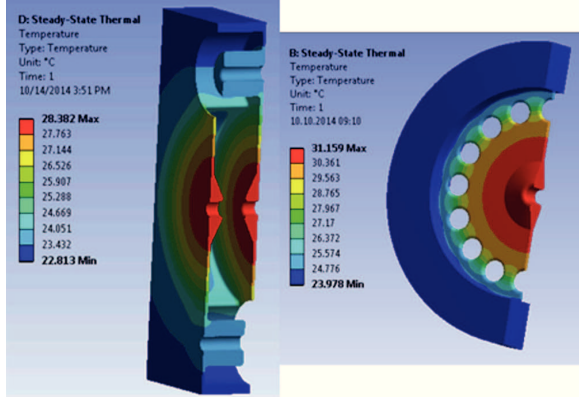 D: Steady-State Thermal
Temperature
Type: Temperature
Unit: °C
Time: 1
10/14/2014 3:51 PM
28.382 Max
27.763
27.144
26.526
25.907
25.288
24.669
24.051
23.432
22.813 Min
B: Steady-State Thermal
Temperature
Type: Temperature
Unit: °C
Time: 1
10.10.2014 09:10
31.159 Max
30.361
29.563
28.765
27.967
27.17
26.372
25.574
24.776
23.978 Min